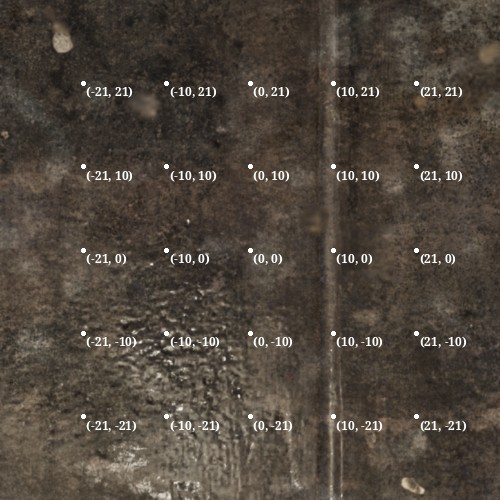 (-21, 21) (-10, 21) (0, 21) (10, 21) (21, 21)
(-21, 10) (-10, 10) (0, 10) (10, 10) (21, 10)
(-21, 0) (-10, 0) (0, 0) (10, 0) (21, 0)
(-21, -10) (-10, -10) (0, -10) (10, -10) (21, -10)
(-21, -21) (-10, -21) (0, -21) (10, -21) (21, -21)